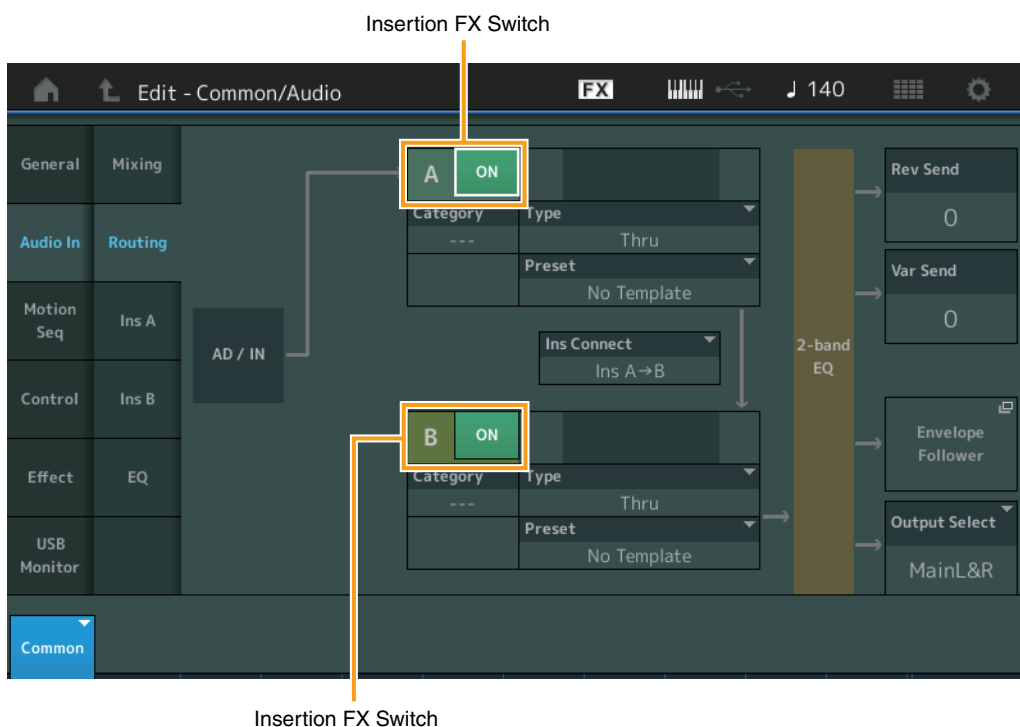 Insertion FX Switch
Edit - Common/Audio
FX
♩ 140
General
Mixing
Audio In
Routing
Motion
Seq
Ins A
Control
Ins B
Effect
EQ
USB
Monitor
AD / IN
A
ON
Category
---
Type
Thru
Preset
No Template
Ins Connect
Ins A→B
B
ON
Category
---
Type
Thru
Preset
No Template
2-band
EQ
Rev Send
0
Var Send
0
Envelope
Follower
Output Select
MainL&R
Common
Insertion FX Switch